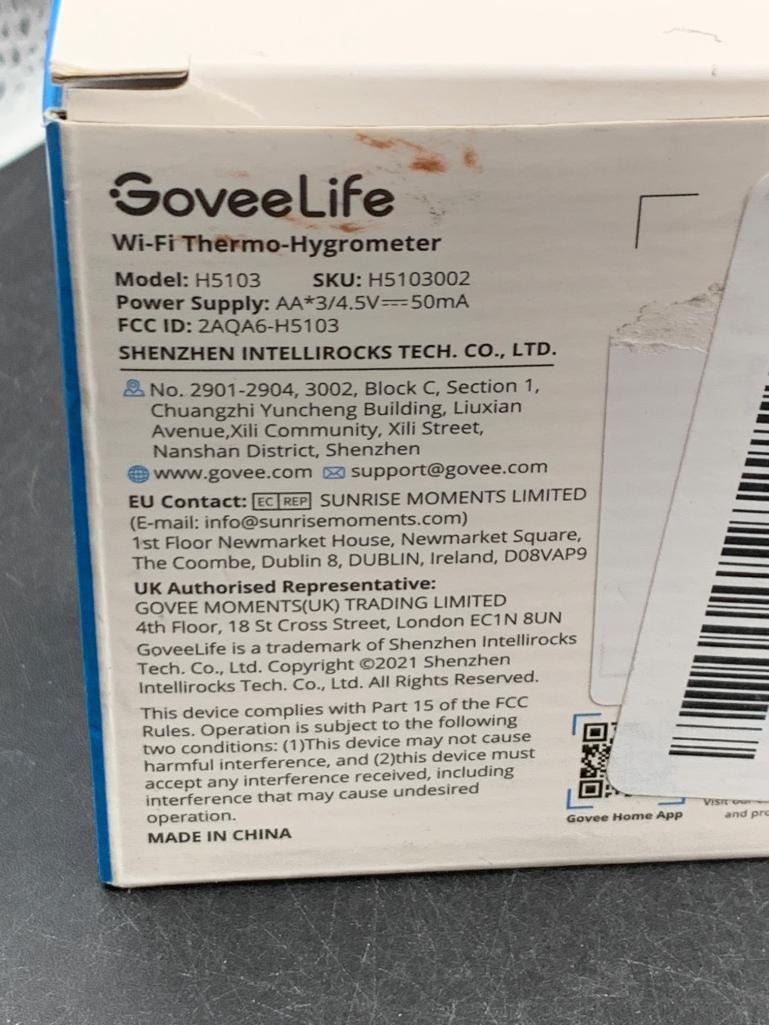 GoveeLife
Wi-Fi Thermo-Hygrometer
Model: H5103 SKU: H5103002
Power Supply: AA*3/4.5V⎓50mA
FCC ID: 2AQA6-H5103
SHENZHEN INTELLIROCKS TECH. CO., LTD.
No. 2901-2904, 3002, Block C, Section 1,
Chuangzhi Yuncheng Building, Liuxian
Avenue,Xili Community, Xili Street,
Nanshan District, Shenzhen
www.govee.com support@govee.com
EU Contact: EC REP SUNRISE MOMENTS LIMITED
(E-mail: info@sunrisemoments.com)
1st Floor Newmarket House, Newmarket Square,
The Coombe, Dublin 8, DUBLIN, Ireland, D08VAP9
UK Authorised Representative:
GOVEE MOMENTS(UK) TRADING LIMITED
4th Floor, 18 St Cross Street, London EC1N 8UN
GoveeLife is a trademark of Shenzhen Intellirocks
Tech. Co., Ltd. Copyright ©2021 Shenzhen
Intellirocks Tech. Co., Ltd. All Rights Reserved.
This device complies with Part 15 of the FCC
Rules. Operation is subject to the following
two conditions: (1)This device may not cause
harmful interference, and (2)this device must
accept any interference received, including
interference that may cause undesired
operation.
MADE IN CHINA
Govee Home App
and